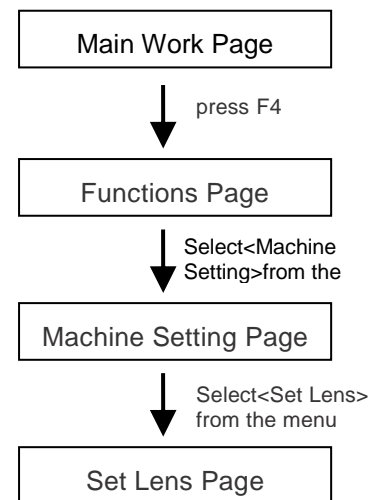 Main Work Page
press F4
Functions Page
Select<Machine
Setting>from the
Machine Setting Page
Select<Set Lens>
from the menu
Set Lens Page